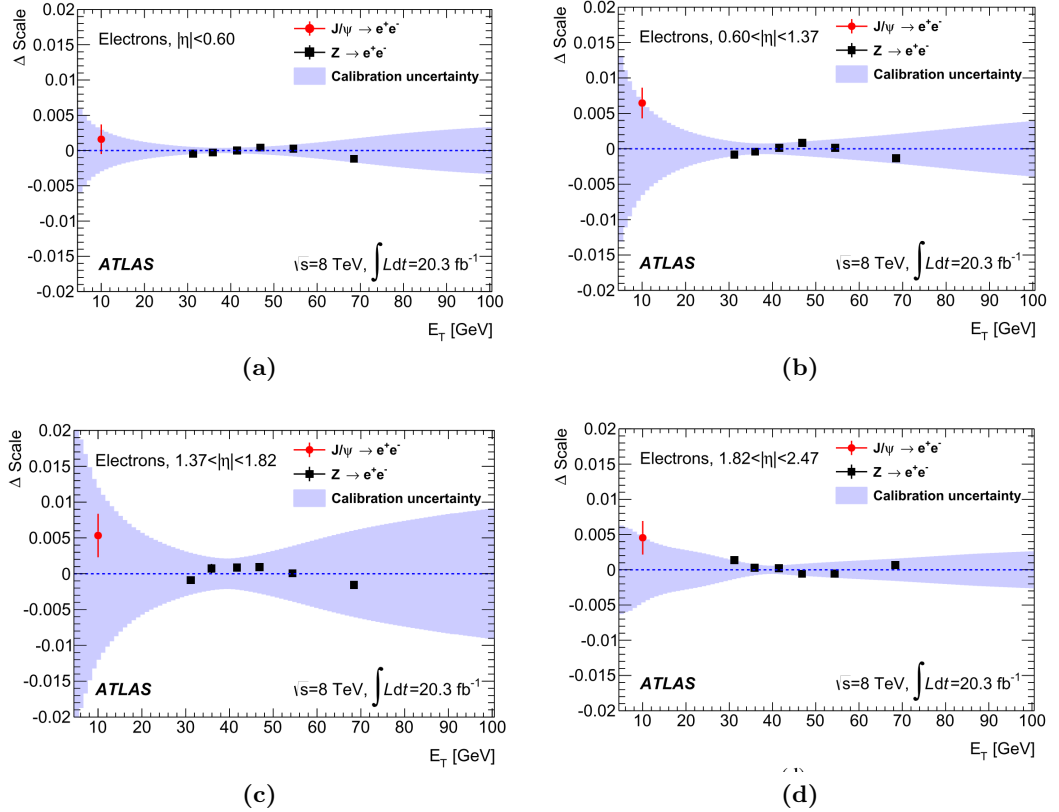 Δ Scale
0.02
0.015
0.01
0.005
0
-0.005
-0.01
-0.015
-0.02
Electrons, |η|<0.60
J/ψ → e⁺e⁻
Z → e⁺e⁻
Calibration uncertainty
ATLAS
√s=8 TeV, ∫Ldt=20.3 fb⁻¹
10 20 30 40 50 60 70 80 90 100
E_T [GeV]
(a)
Δ Scale
0.02
0.015
0.01
0.005
0
-0.005
-0.01
-0.015
-0.02
Electrons, 0.60<|η|<1.37
J/ψ → e⁺e⁻
Z → e⁺e⁻
Calibration uncertainty
ATLAS
√s=8 TeV, ∫Ldt=20.3 fb⁻¹
10 20 30 40 50 60 70 80 90 100
E_T [GeV]
(b)
Δ Scale
0.02
0.015
0.01
0.005
0
-0.005
-0.01
-0.015
-0.02
Electrons, 1.37<|η|<1.82
J/ψ → e⁺e⁻
Z → e⁺e⁻
Calibration uncertainty
ATLAS
√s=8 TeV, ∫Ldt=20.3 fb⁻¹
10 20 30 40 50 60 70 80 90 100
E_T [GeV]
(c)
Δ Scale
0.02
0.015
0.01
0.005
0
-0.005
-0.01
-0.015
-0.02
Electrons, 1.82<|η|<2.47
J/ψ → e⁺e⁻
Z → e⁺e⁻
Calibration uncertainty
ATLAS
√s=8 TeV, ∫Ldt=20.3 fb⁻¹
10 20 30 40 50 60 70 80 90 100
E_T [GeV]
(d)